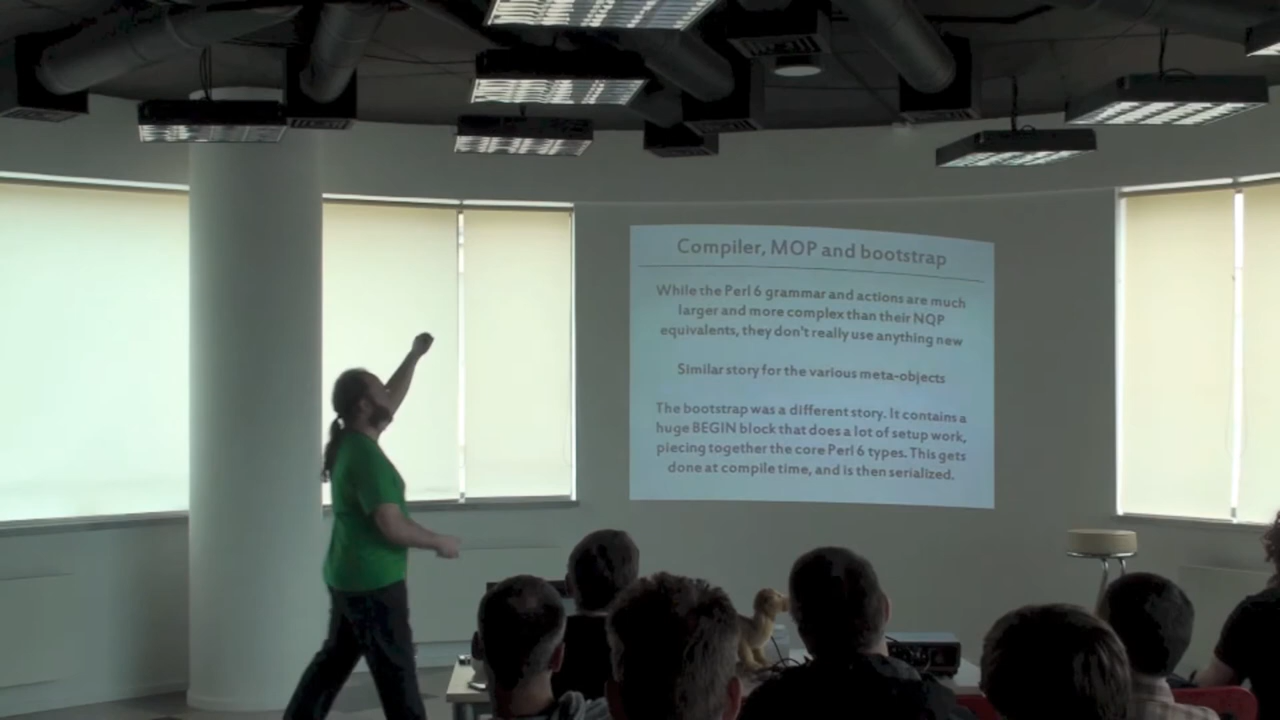 Compiler, MOP and bootstrap
While the Perl 6 grammar and actions are much
larger and more complex than their NQP
equivalents, they don't really use anything new
Similar story for the various meta-objects
The bootstrap was a different story. It contains a
huge BEGIN block that does a lot of setup work,
piecing together the core Perl 6 types. This gets
done at compile time, and is then serialized.